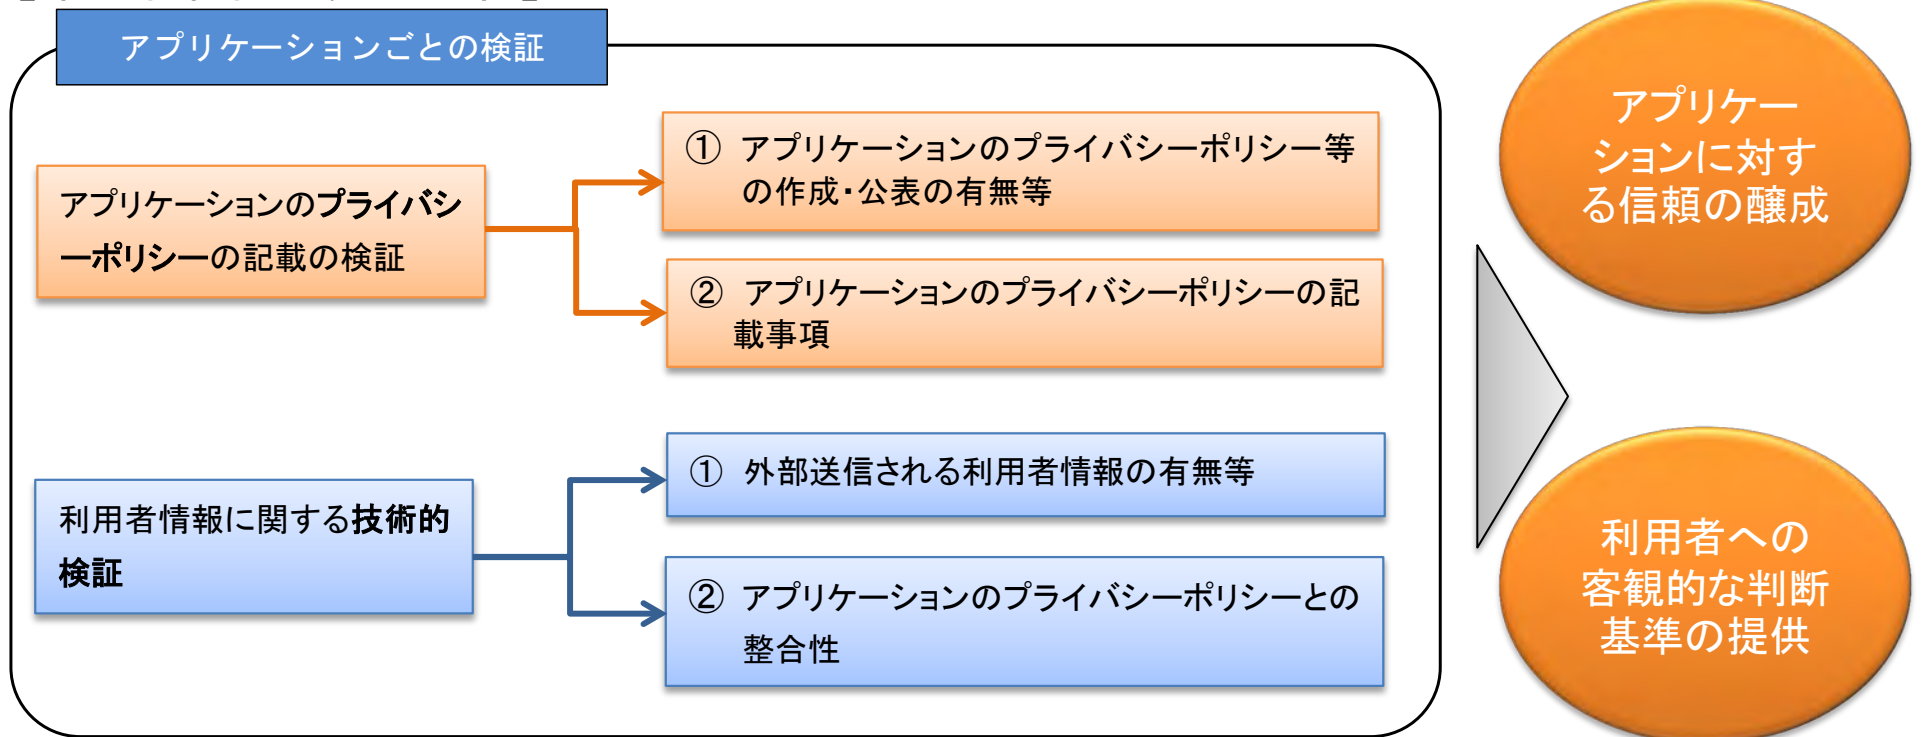 アプリケーションごとの検証
アプリケーションのプライバシ
ーポリシーの記載の検証
① アプリケーションのプライバシーポリシー等
の作成・公表の有無等
② アプリケーションのプライバシーポリシーの記
載事項
利用者情報に関する技術的
検証
① 外部送信される利用者情報の有無等
② アプリケーションのプライバシーポリシーとの
整合性
アプリケー
ションに対す
る信頼の醸成
利用者への
客観的な判断
基準の提供